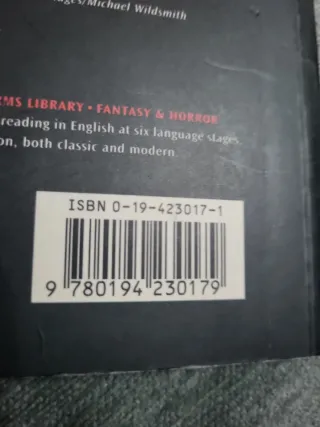 ages/Michael Wildsmith
RMS LIBRARY • FANTASY & HORROR
reading in English at six language stages,
on, both classic and modern.
ISBN 0-19-423017-1
9 780194 230179